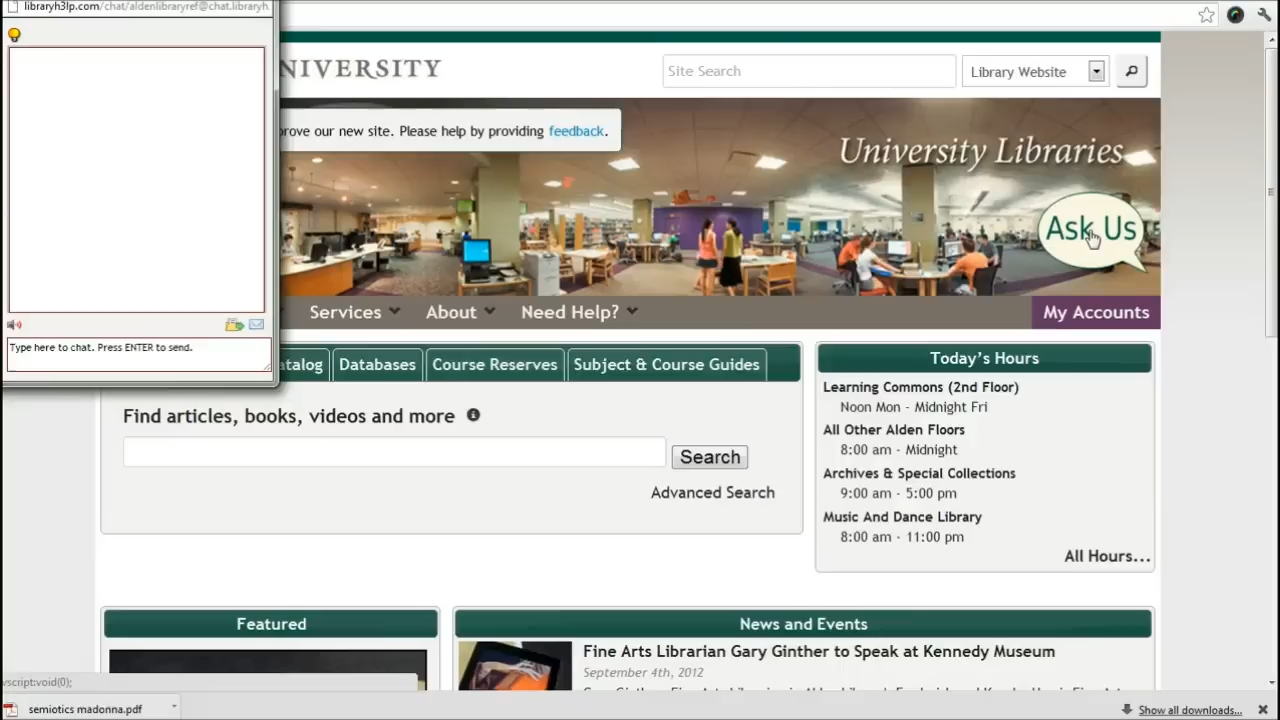 libraryh3lp.com/chat/aldenlibraryref@chat.libraryh.
NIVERSITY
Site Search
Library Website
rove our new site. Please help by providing feedback.
University Libraries
Ask Us
Services
About
Need Help?
My Accounts
Type here to chat. Press ENTER to send.
atalog
Databases
Course Reserves
Subject & Course Guides
Find articles, books, videos and more
Search
Advanced Search
Today's Hours
Learning Commons (2nd Floor)
Noon Mon - Midnight Fri
All Other Alden Floors
8:00 am - Midnight
Archives & Special Collections
9:00 am - 5:00 pm
Music And Dance Library
8:00 am - 11:00 pm
All Hours...
Featured
News and Events
Fine Arts Librarian Gary Ginther to Speak at Kennedy Museum
September 4th, 2012
vscript:void(0);
semiotics madonna.pdf
Show all downloads...